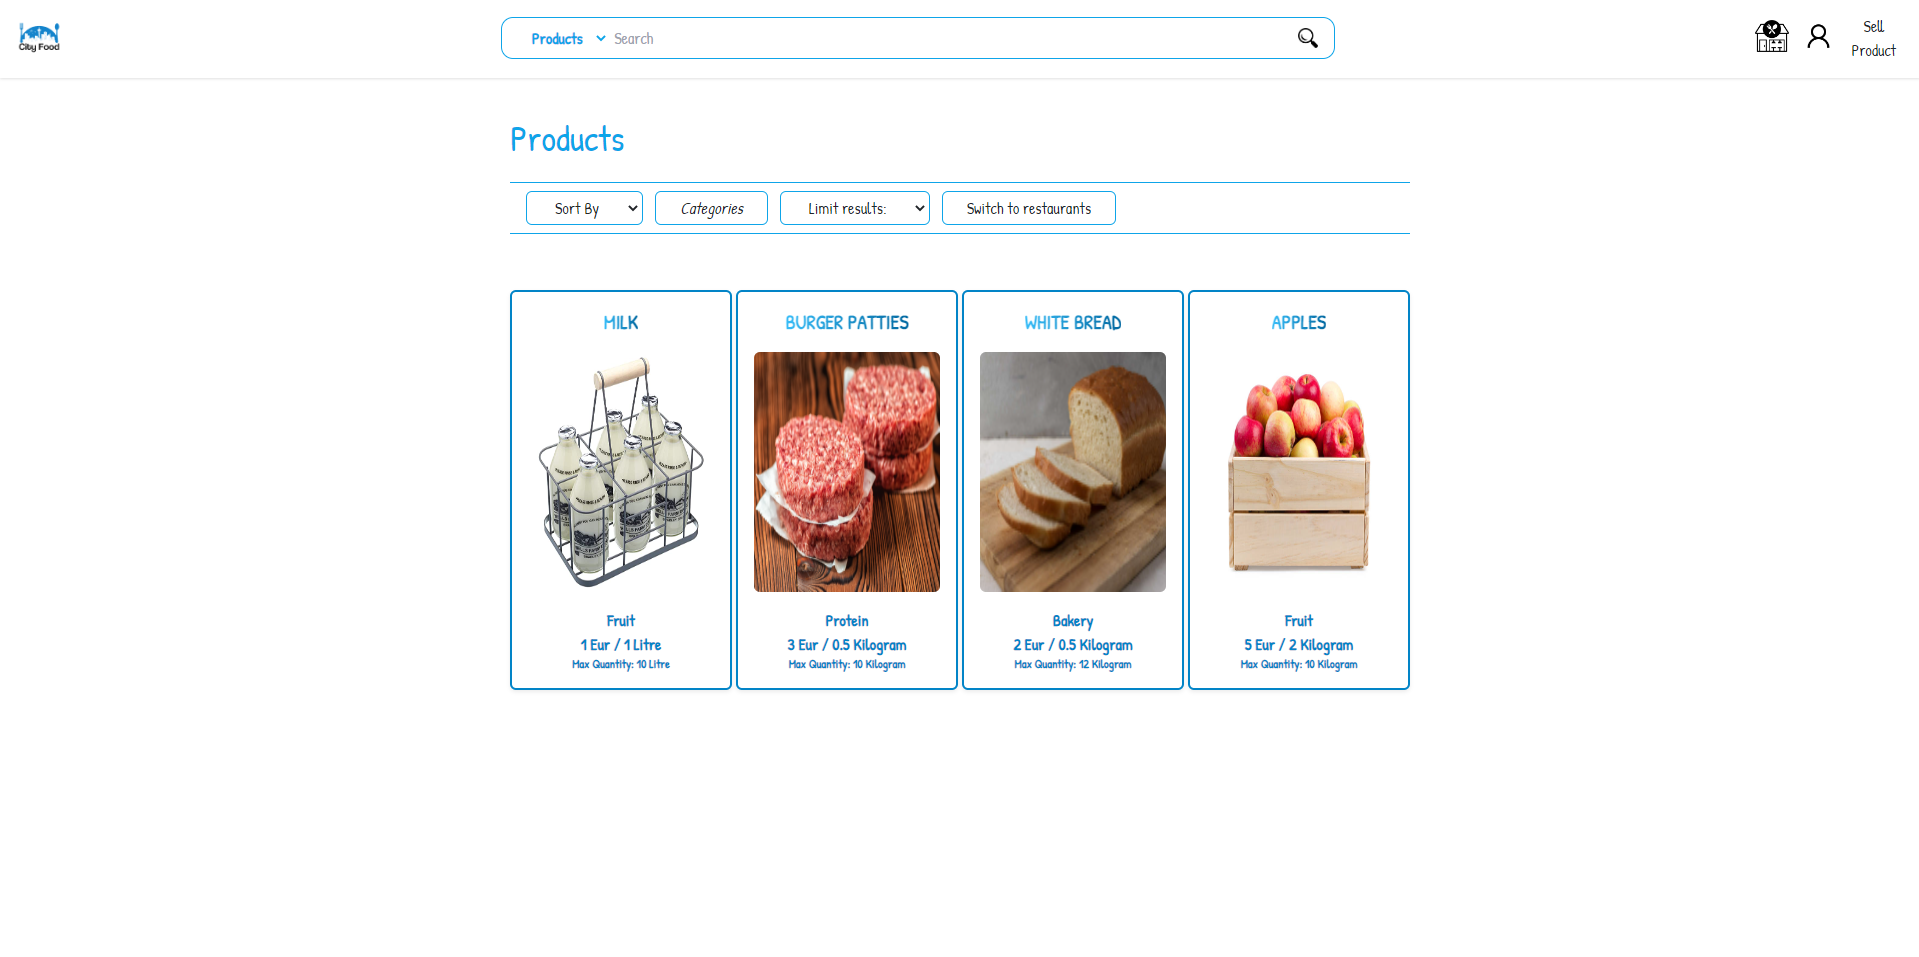 City Food
Products
Search
Sell
Product
Products
Sort By
Categories
Limit results:
Switch to restaurants
MILK
BURGER PATTIES
WHITE BREAD
APPLES
Fruit
1 Eur / 1 Litre
Max Quantity: 10 Litre
Protein
3 Eur / 0.5 Kilogram
Max Quantity: 10 Kilogram
Bakery
2 Eur / 0.5 Kilogram
Max Quantity: 12 Kilogram
Fruit
5 Eur / 2 Kilogram
Max Quantity: 10 Kilogram